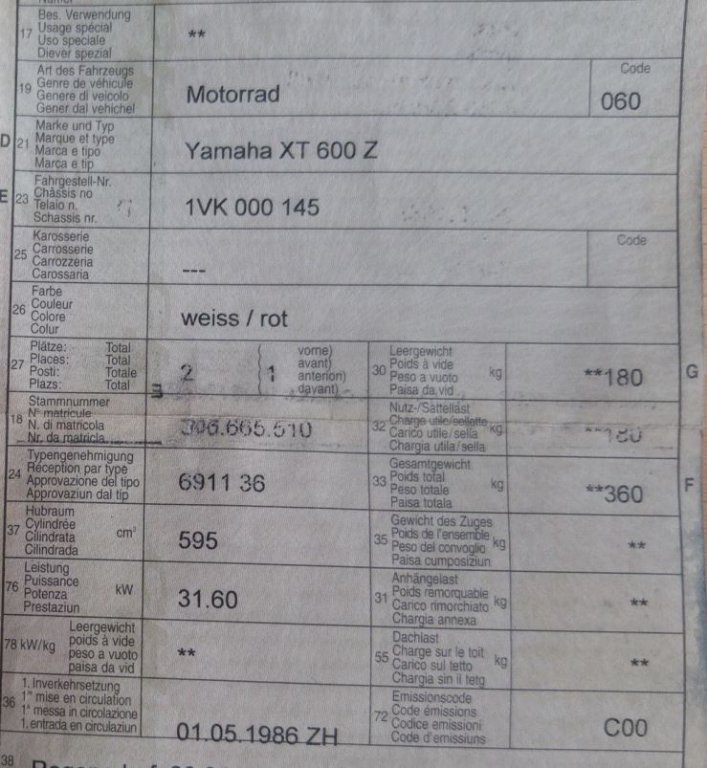 17 Bes. Verwendung
Usage spécial
Uso speciale
Diever spezial
**
19 Art des Fahrzeugs
Genre de véhicule
Genere di veicolo
Gener dal vehichel
Motorrad
Code
060
D 21 Marke und Typ
Marque et type
Marca e tipo
Marca e tip
Yamaha XT 600 Z
E 23 Fahrgestell-Nr.
Châssis no
Telaio n.
Schassis nr.
1VK 000 145
25 Karosserie
Carrosserie
Carrozzeria
Carossaria
---
Code
26 Farbe
Couleur
Colore
Colur
weiss / rot
27 Plätze: Total
Places: Total
Posti: Totale
Plazs: Total
2
1
vorne)
avant)
anteriori)
davant)
30 Leergewicht
Poids à vide
Peso a vuoto
Paisa da vid
kg
**180
G
18 Stammnummer
N° matricule
N. di matricola
Nr. da matricla
306.665.510
32 Nutz-/Sattellast
Charge utile/sellette
Carico utile/sella
Chargia utila/sella
kg
**180
24 Typengenehmigung
Réception par type
Approvazione del tipo
Approvaziun dal tip
6911 36
33 Gesamtgewicht
Poids total
Peso totale
Paisa totala
kg
**360
F
37 Hubraum
Cylindrée
Cilindrata
Cilindrada
cm³
595
35 Gewicht des Zuges
Poids de l'ensemble
Peso del convoglio
Paisa cumposiziun
kg
**
76 Leistung
Puissance
Potenza
Prestaziun
kW
31.60
31 Anhängelast
Poids remorquable
Carico rimorchiato
Chargia annexa
kg
**
78 kW/kg
Leergewicht
poids à vide
peso a vuoto
paisa da vid
**
55 Dachlast
Charge sur le toit
Carico sul tetto
Chargia sin il tetg
kg
**
36 1. Inverkehrsetzung
1re mise en circulation
1a messa in circolazione
1. entrada en circulaziun
01.05.1986 ZH
72 Emissionscode
Code émissions
Codice emissioni
Code d'emissiuns
C00
38